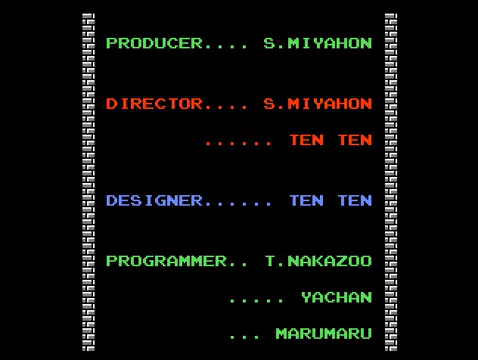 PRODUCER.... S.MIYAHON
DIRECTOR.... S.MIYAHON
...... TEN TEN
DESIGNER...... TEN TEN
PROGRAMMER.. T.NAKAZOO
..... YACHAN
... MARUMARU